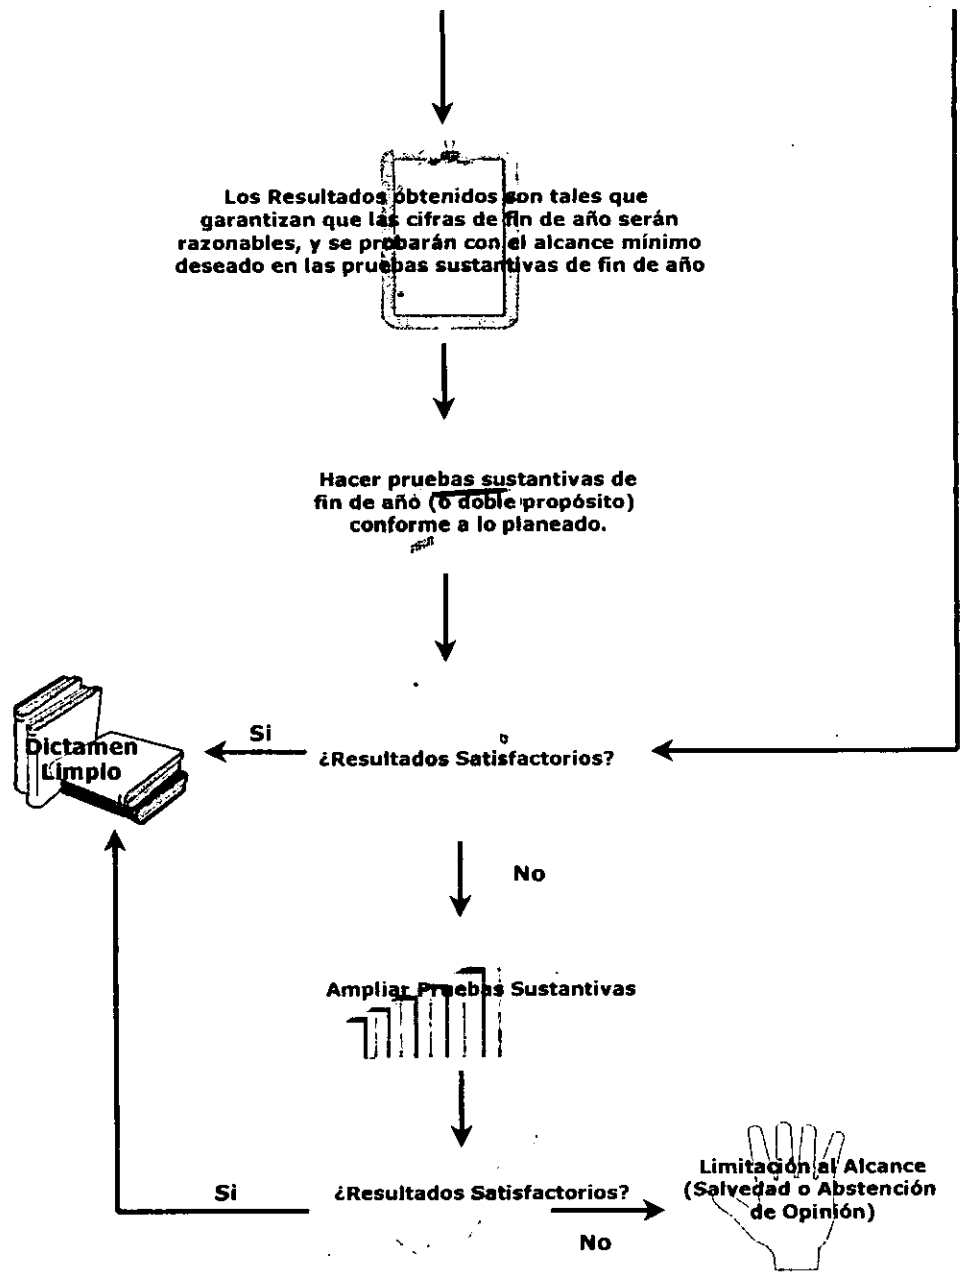 Los Resultados obtenidos son tales que
garantizan que las cifras de fin de año serán
razonables, y se probarán con el alcance mínimo
deseado en las pruebas sustantivas de fin de año
Hacer pruebas sustantivas de
fin de año (o doble propósito)
conforme a lo planeado.
Dictamen
Limpio
Si
¿Resultados Satisfactorios?
No
Ampliar Pruebas Sustantivas
Si
¿Resultados Satisfactorios?
No
Limitación al Alcance
(Salvedad o Abstención
de Opinión)